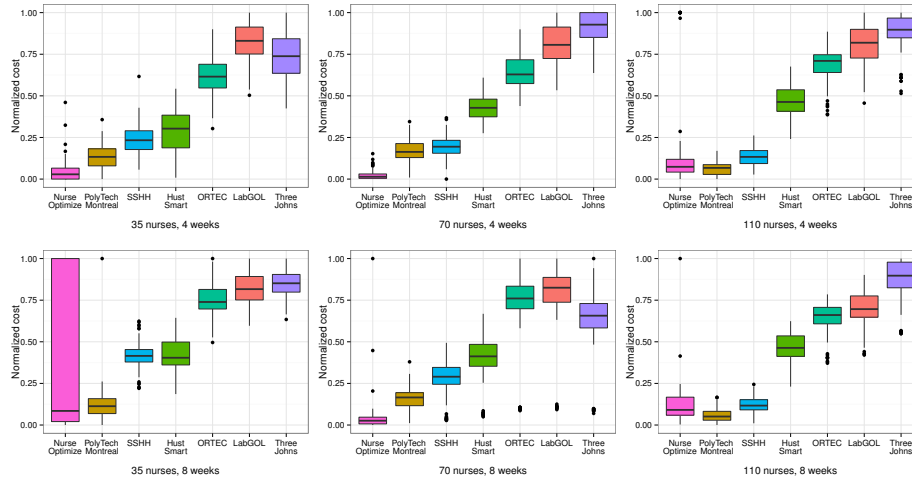 1.00
0.75
0.50
0.25
0.00
Normalized cost
Nurse Optimize
PolyTech Montreal
SSHH
Hust Smart
ORTEC
LabGOL
Three Johns
35 nurses, 4 weeks
1.00
0.75
0.50
0.25
0.00
Normalized cost
Nurse Optimize
PolyTech Montreal
SSHH
Hust Smart
ORTEC
LabGOL
Three Johns
70 nurses, 4 weeks
1.00
0.75
0.50
0.25
0.00
Normalized cost
Nurse Optimize
PolyTech Montreal
SSHH
Hust Smart
ORTEC
LabGOL
Three Johns
110 nurses, 4 weeks
1.00
0.75
0.50
0.25
0.00
Normalized cost
Nurse Optimize
PolyTech Montreal
SSHH
Hust Smart
ORTEC
LabGOL
Three Johns
35 nurses, 8 weeks
1.00
0.75
0.50
0.25
0.00
Normalized cost
Nurse Optimize
PolyTech Montreal
SSHH
Hust Smart
ORTEC
LabGOL
Three Johns
70 nurses, 8 weeks
1.00
0.75
0.50
0.25
0.00
Normalized cost
Nurse Optimize
PolyTech Montreal
SSHH
Hust Smart
ORTEC
LabGOL
Three Johns
110 nurses, 8 weeks